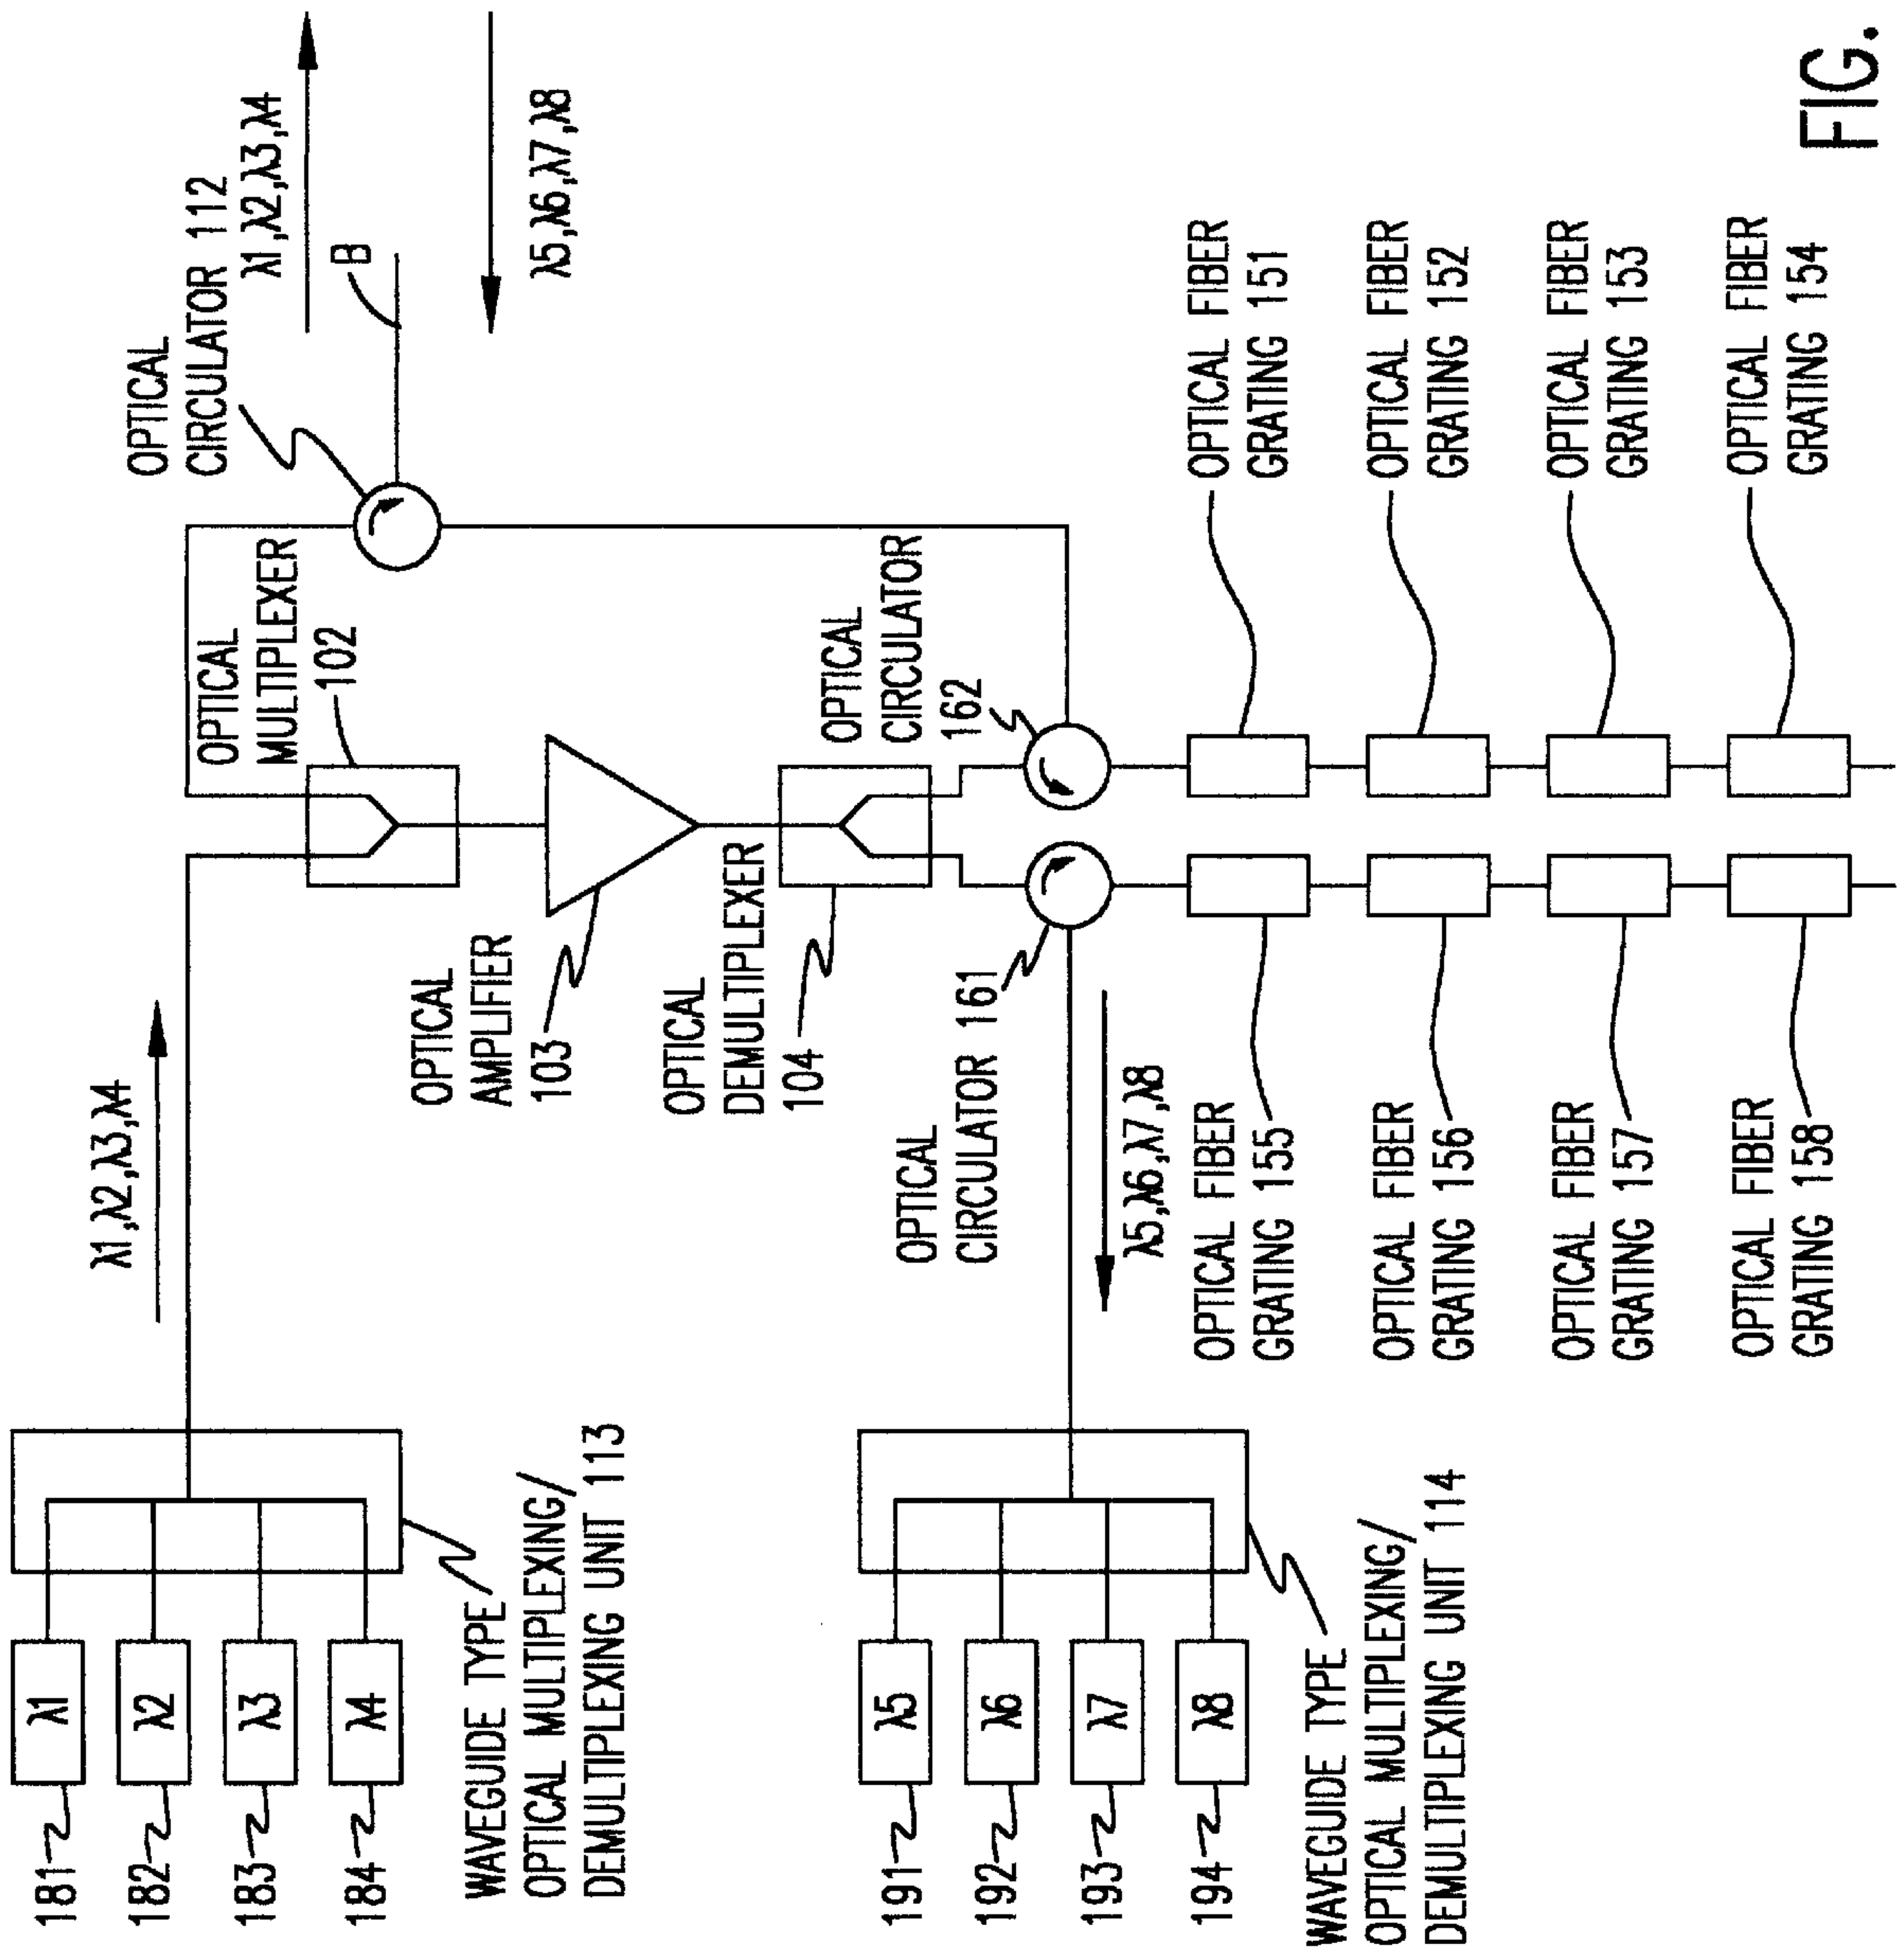 181
182
183
184
λ1
λ2
λ3
λ4
WAVEGUIDE TYPE
OPTICAL MULTIPLEXING/
DEMULTIPLEXING UNIT 113
λ1,λ2,λ3,λ4
OPTICAL
MULTIPLEXER
102
OPTICAL
CIRCULATOR 112
λ1,λ2,λ3,λ4
B
λ5,λ6,λ7,λ8
OPTICAL
AMPLIFIER
103
OPTICAL
DEMULTIPLEXER
104
OPTICAL
CIRCULATOR
162
OPTICAL
CIRCULATOR 161
λ5,λ6,λ7,λ8
191
192
193
194
λ5
λ6
λ7
λ8
WAVEGUIDE TYPE
OPTICAL MULTIPLEXING/
DEMUTIPLEXING UNIT 114
OPTICAL FIBER
GRATING 155
OPTICAL FIBER
GRATING 156
OPTICAL FIBER
GRATING 157
OPTICAL FIBER
GRATING 158
OPTICAL FIBER
GRATING 151
OPTICAL FIBER
GRATING 152
OPTICAL FIBER
GRATING 153
OPTICAL FIBER
GRATING 154
FIG.